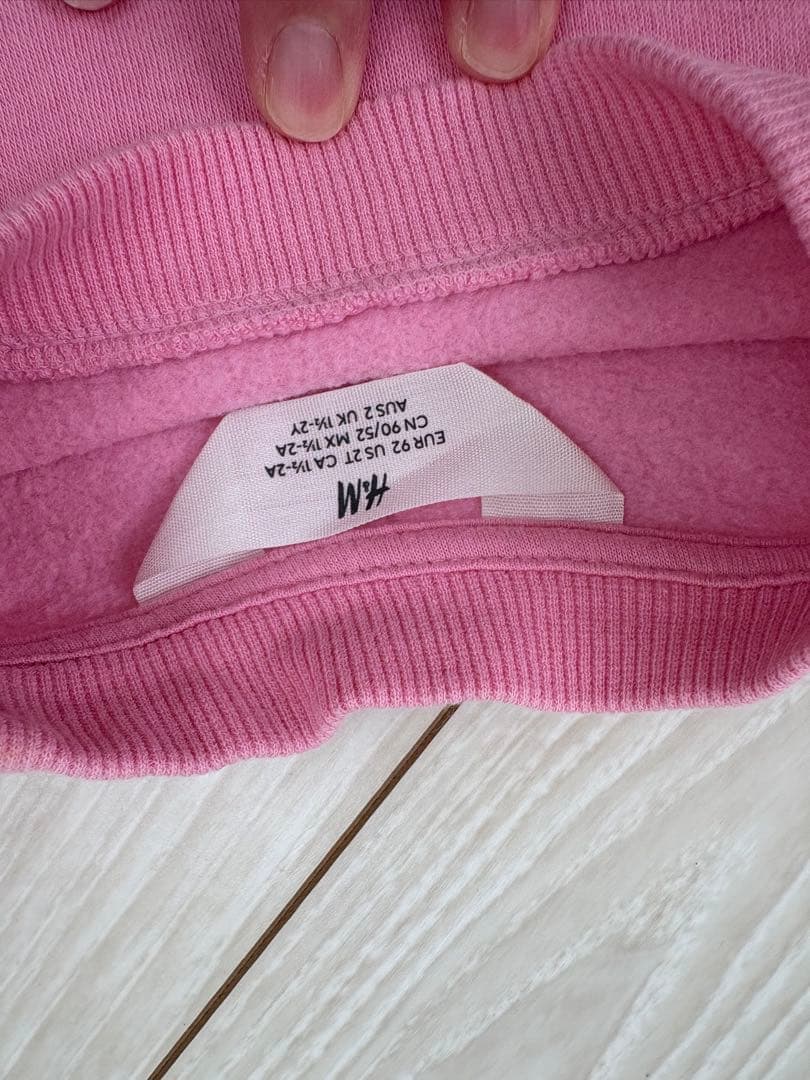 H&M
EUR 92 US 2T CA 1½-2A
CN 90/52 MX 1½-2A
AUS 2 UK 1½-2Y